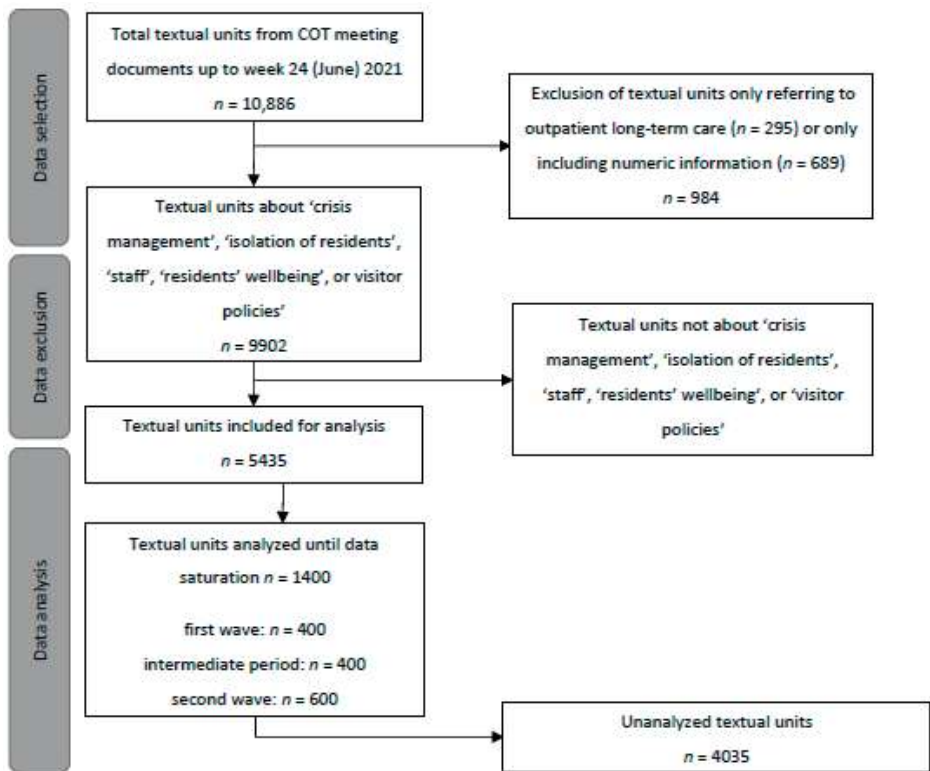 Data selection
Total textual units from COT meeting
documents up to week 24 (June) 2021
n = 10,886
Exclusion of textual units only referring to
outpatient long-term care (n = 295) or only
including numeric information (n = 689)
n = 984
Textual units about ‘crisis
management’, ‘isolation of residents’,
‘staff’, ‘residents’ wellbeing’, or visitor
policies’
n = 9902
Data exclusion
Textual units not about ‘crisis
management’, ‘isolation of residents’,
‘staff’, ‘residents’ wellbeing’, or ‘visitor
policies’
Textual units included for analysis
n = 5435
Data analysis
Textual units analyzed until data
saturation n = 1400
first wave: n = 400
intermediate period: n = 400
second wave: n = 600
Unanalyzed textual units
n = 4035